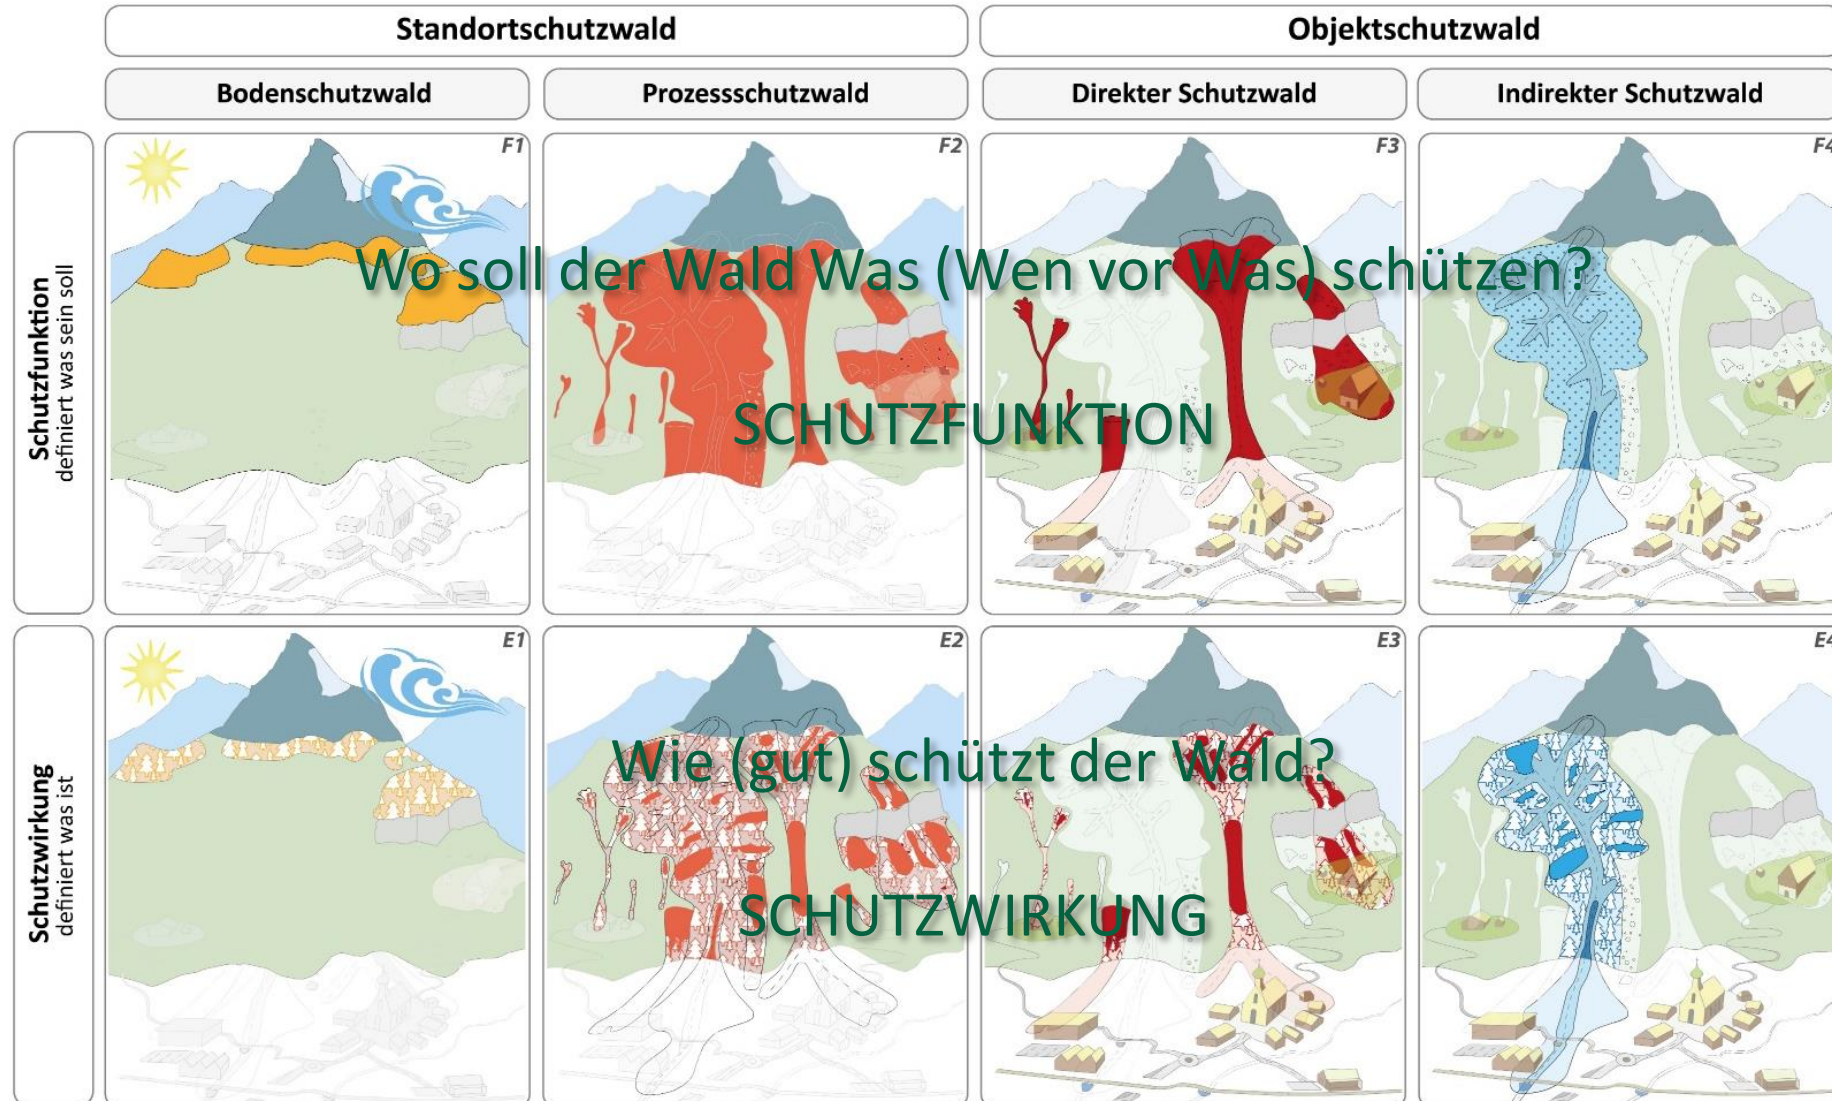 Standortschutzwald
Objektschutzwald
Bodenschutzwald
Prozessschutzwald
Direkter Schutzwald
Indirekter Schutzwald
Schutzfunktion
definiert was sein soll
F1
F2
F3
F4
Wo soll der Wald Was (Wen vor Was) schützen?
SCHUTZFUNKTION
Schutzwirkung
definiert was ist
E1
E2
E3
E4
Wie (gut) schützt der Wald?
SCHUTZWIRKUNG